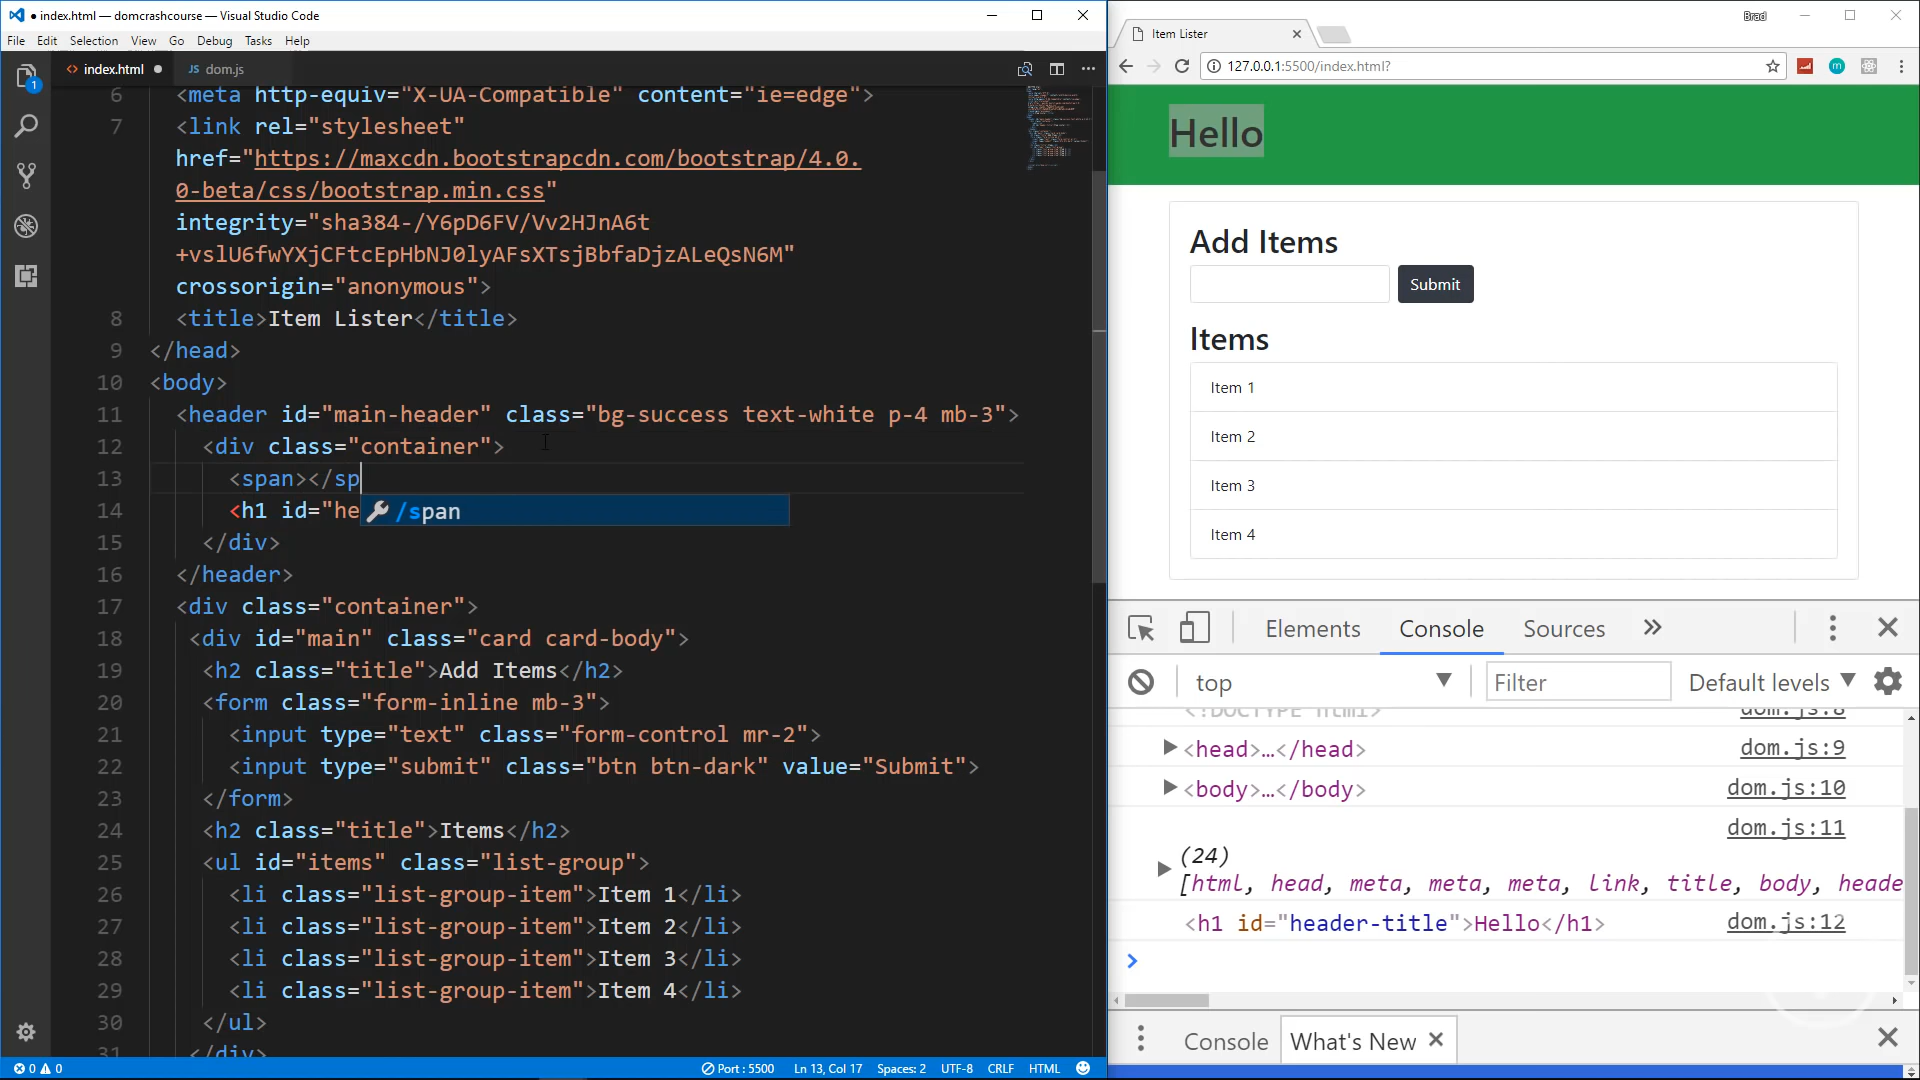 index.html — domcrashcourse — Visual Studio Code
File Edit Selection View Go Debug Tasks Help
1
<> index.html
JS dom.js
6 <meta http-equiv="X-UA-Compatible" content="ie=edge">
7 <link rel="stylesheet"
href="https://maxcdn.bootstrapcdn.com/bootstrap/4.0.
0-beta/css/bootstrap.min.css"
integrity="sha384-/Y6pD6FV/Vv2HJnA6t
+vslU6fwYXjCFtcEpHbNJ0lyAFsXTsjBbfaDjzALeQsN6M"
crossorigin="anonymous">
8 <title>Item Lister</title>
9 </head>
10 <body>
11 <header id="main-header" class="bg-success text-white p-4 mb-3">
12 <div class="container">
13 <span></sp
14 <h1 id="he
/span
15 </div>
16 </header>
17 <div class="container">
18 <div id="main" class="card card-body">
19 <h2 class="title">Add Items</h2>
20 <form class="form-inline mb-3">
21 <input type="text" class="form-control mr-2">
22 <input type="submit" class="btn btn-dark" value="Submit">
23 </form>
24 <h2 class="title">Items</h2>
25 <ul id="items" class="list-group">
26 <li class="list-group-item">Item 1</li>
27 <li class="list-group-item">Item 2</li>
28 <li class="list-group-item">Item 3</li>
29 <li class="list-group-item">Item 4</li>
30 </ul>
31 </div>
0 0
Port : 5500 Ln 13, Col 17 Spaces: 2 UTF-8 CRLF HTML
Brad
Item Lister
127.0.0.1:5500/index.html?
m
Hello
Add Items
Submit
Items
Item 1
Item 2
Item 3
Item 4
Elements Console Sources
top Filter Default levels
<!DOCTYPE html> dom.js:8
<head>…</head> dom.js:9
<body>…</body> dom.js:10
dom.js:11
(24)
[html, head, meta, meta, meta, link, title, body, heade
<h1 id="header-title">Hello</h1> dom.js:12
Console What's New